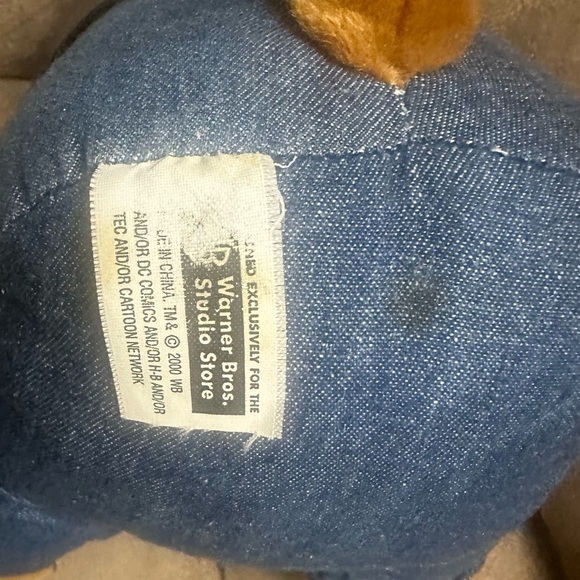 EXCLUSIVELY FOR THE
Warner Bros.
Studio Store
IN CHINA. TM & © 2000 WB
AND/OR DC COMICS AND/OR H-B AND/OR
TEC AND/OR CARTOON NETWORK